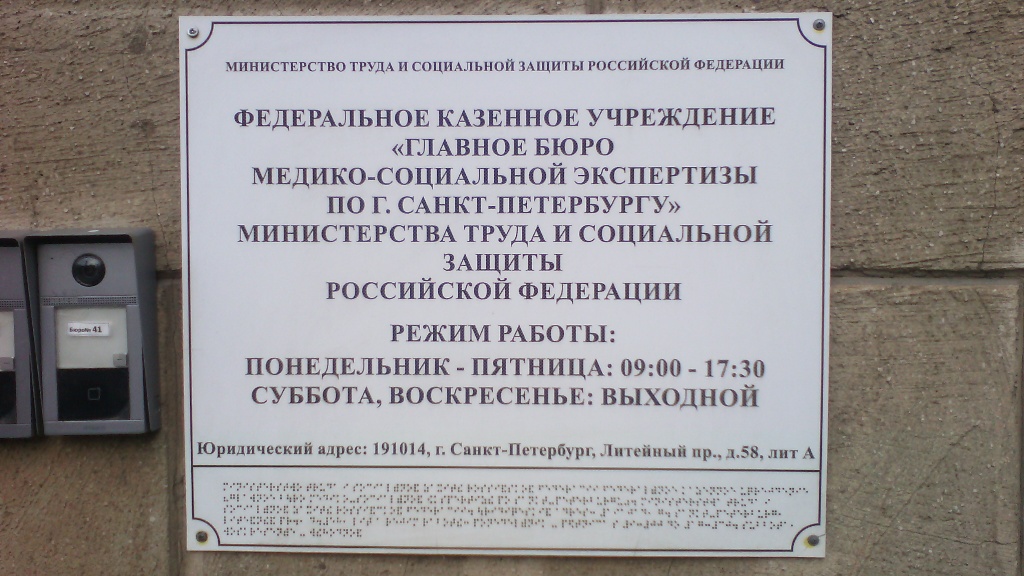 МИНИСТЕРСТВО ТРУДА И СОЦИАЛЬНОЙ ЗАЩИТЫ РОССИЙСКОЙ ФЕДЕРАЦИИ
ФЕДЕРАЛЬНОЕ КАЗЕННОЕ УЧРЕЖДЕНИЕ
«ГЛАВНОЕ БЮРО
МЕДИКО-СОЦИАЛЬНОЙ ЭКСПЕРТИЗЫ
ПО Г. САНКТ-ПЕТЕРБУРГУ»
МИНИСТЕРСТВА ТРУДА И СОЦИАЛЬНОЙ
ЗАЩИТЫ
РОССИЙСКОЙ ФЕДЕРАЦИИ
РЕЖИМ РАБОТЫ:
ПОНЕДЕЛЬНИК - ПЯТНИЦА: 09:00 - 17:30
СУББОТА, ВОСКРЕСЕНЬЕ: ВЫХОДНОЙ
Юридический адрес: 191014, г. Санкт-Петербург, Литейный пр., д.58, лит А
Бюро№ 41